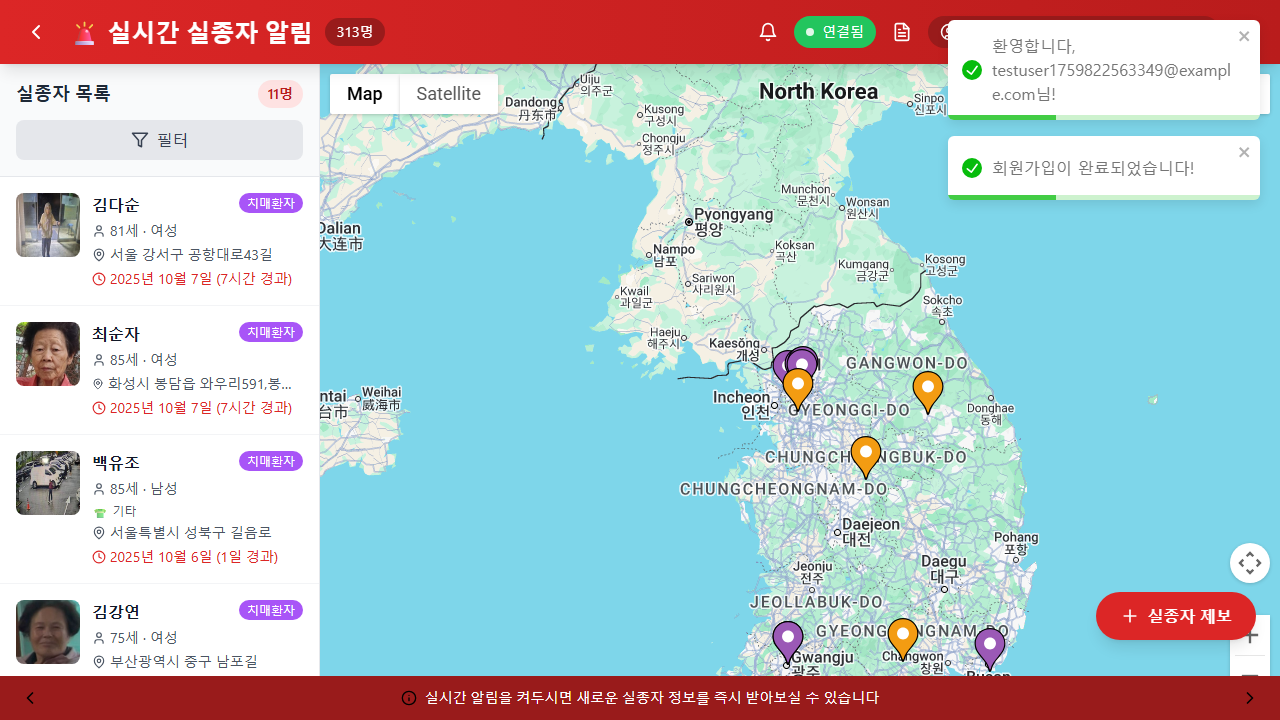 실시간 실종자 알림
313명
연결됨
환영합니다,
testuser1759822563349@exampl
e.com님!
회원가입이 완료되었습니다!
실종자 목록
11명
필터
김다순
치매환자
81세 · 여성
서울 강서구 공항대로43길
2025년 10월 7일 (7시간 경과)
최순자
치매환자
85세 · 여성
화성시 봉담읍 와우리591,봉...
2025년 10월 7일 (7시간 경과)
백유조
치매환자
85세 · 남성
기타
서울특별시 성북구 길음로
2025년 10월 6일 (1일 경과)
김강연
치매환자
75세 · 여성
부산광역시 중구 남포길
Map
Satellite
North Korea
Uiju
의주군
Dandong
丹东市
Kusong
구성시
Chongju
정주시
Sinpo
신포시
Munchon
문천시
Wonsan
원산시
Pyongyang
평양
Dalian
大连市
Nampo
남포
Koksan
곡산
Kumgang
금강군
Kosong
고성군
Sariwon
사리원시
Kwail
과일군
Sokcho
속초
Haeju
해주시
Kaesong
개성
GANGWON-DO
Incheon
인천
GYEONGGI-DO
Donghae
동해
ntai
台市
Weihai
威海市
CHUNGCHEONGBUK-DO
CHUNGCHEONGNAM-DO
Daejeon
대전
Pohang
포항
Daegu
대구
Jeonju
전주
JEOLLABUK-DO
GYEONGSANGNAM-DO
Gwangju
광주
Changwon
창원
Busan
실종자 제보
실시간 알림을 켜두시면 새로운 실종자 정보를 즉시 받아보실 수 있습니다